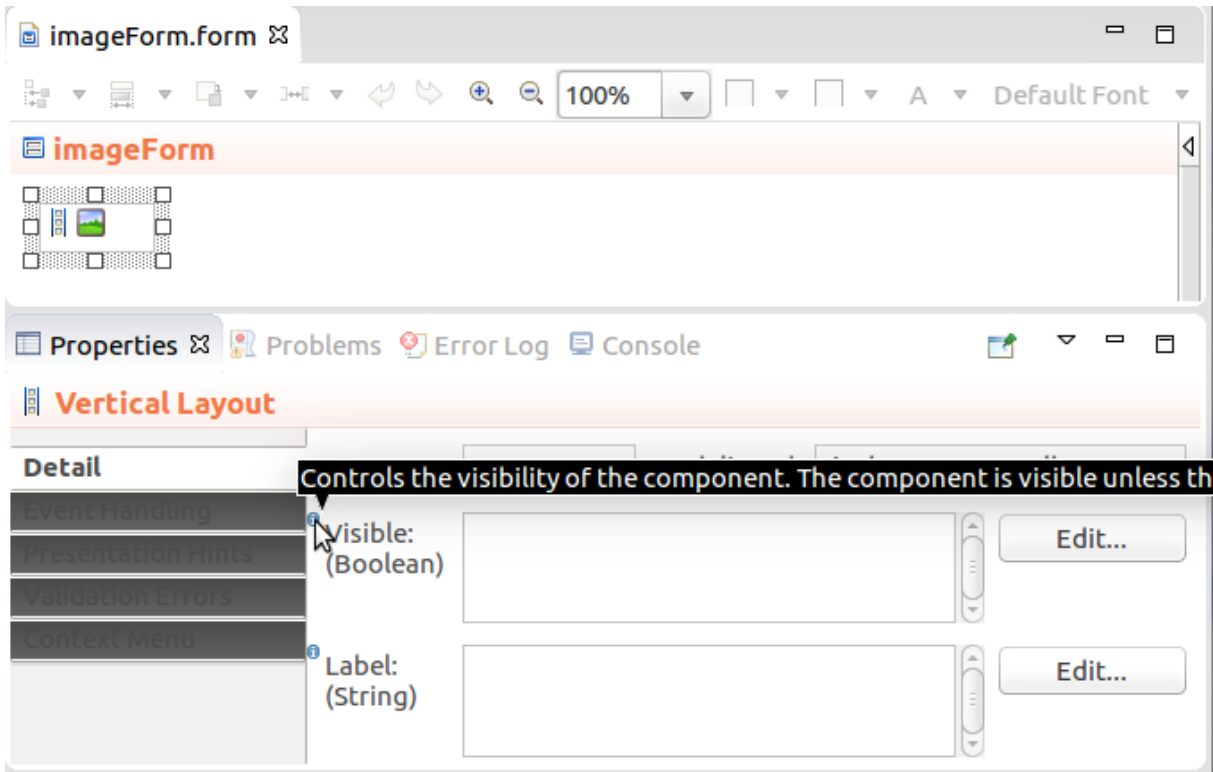 imageForm.form
100%
A
Default Font
imageForm
Properties
Problems
Error Log
Console
Vertical Layout
Detail
Controls the visibility of the component. The component is visible unless th
Event Handling
Visible:
(Boolean)
Edit...
Presentation Hints
Validation Errors
Context Menu
Label:
(String)
Edit...